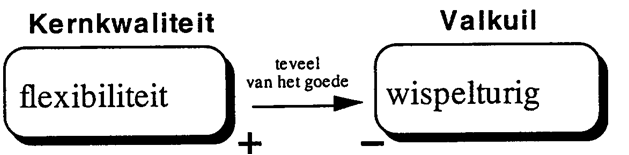 Kernkwaliteit
Valkuil
flexibiliteit
teveel
van het goede
wispelturig
+
–